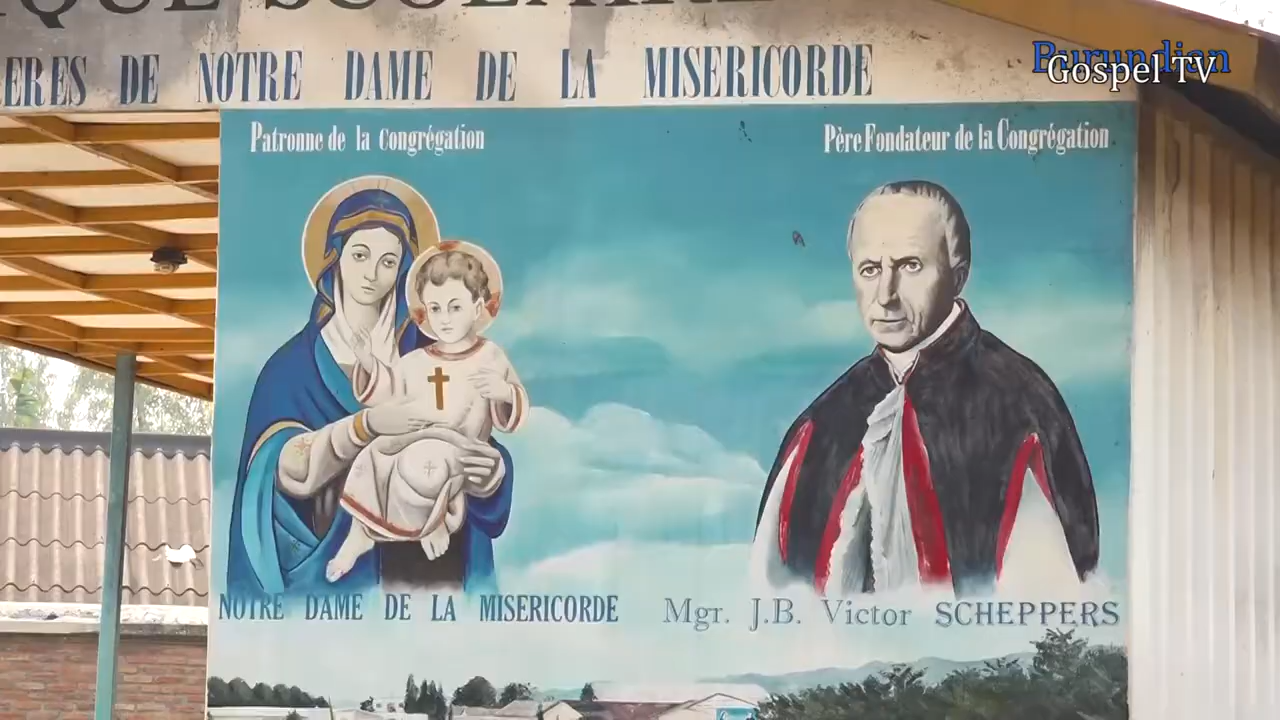 DE NOTRE DAME DE LA MISERICORDE
Burundian
Gospel TV
Patronne de la congrégation
Père Fondateur de la Congrégation
NOTRE DAME DE LA MISERICORDE
Mgr. J.B. Victor SCHEPPERS